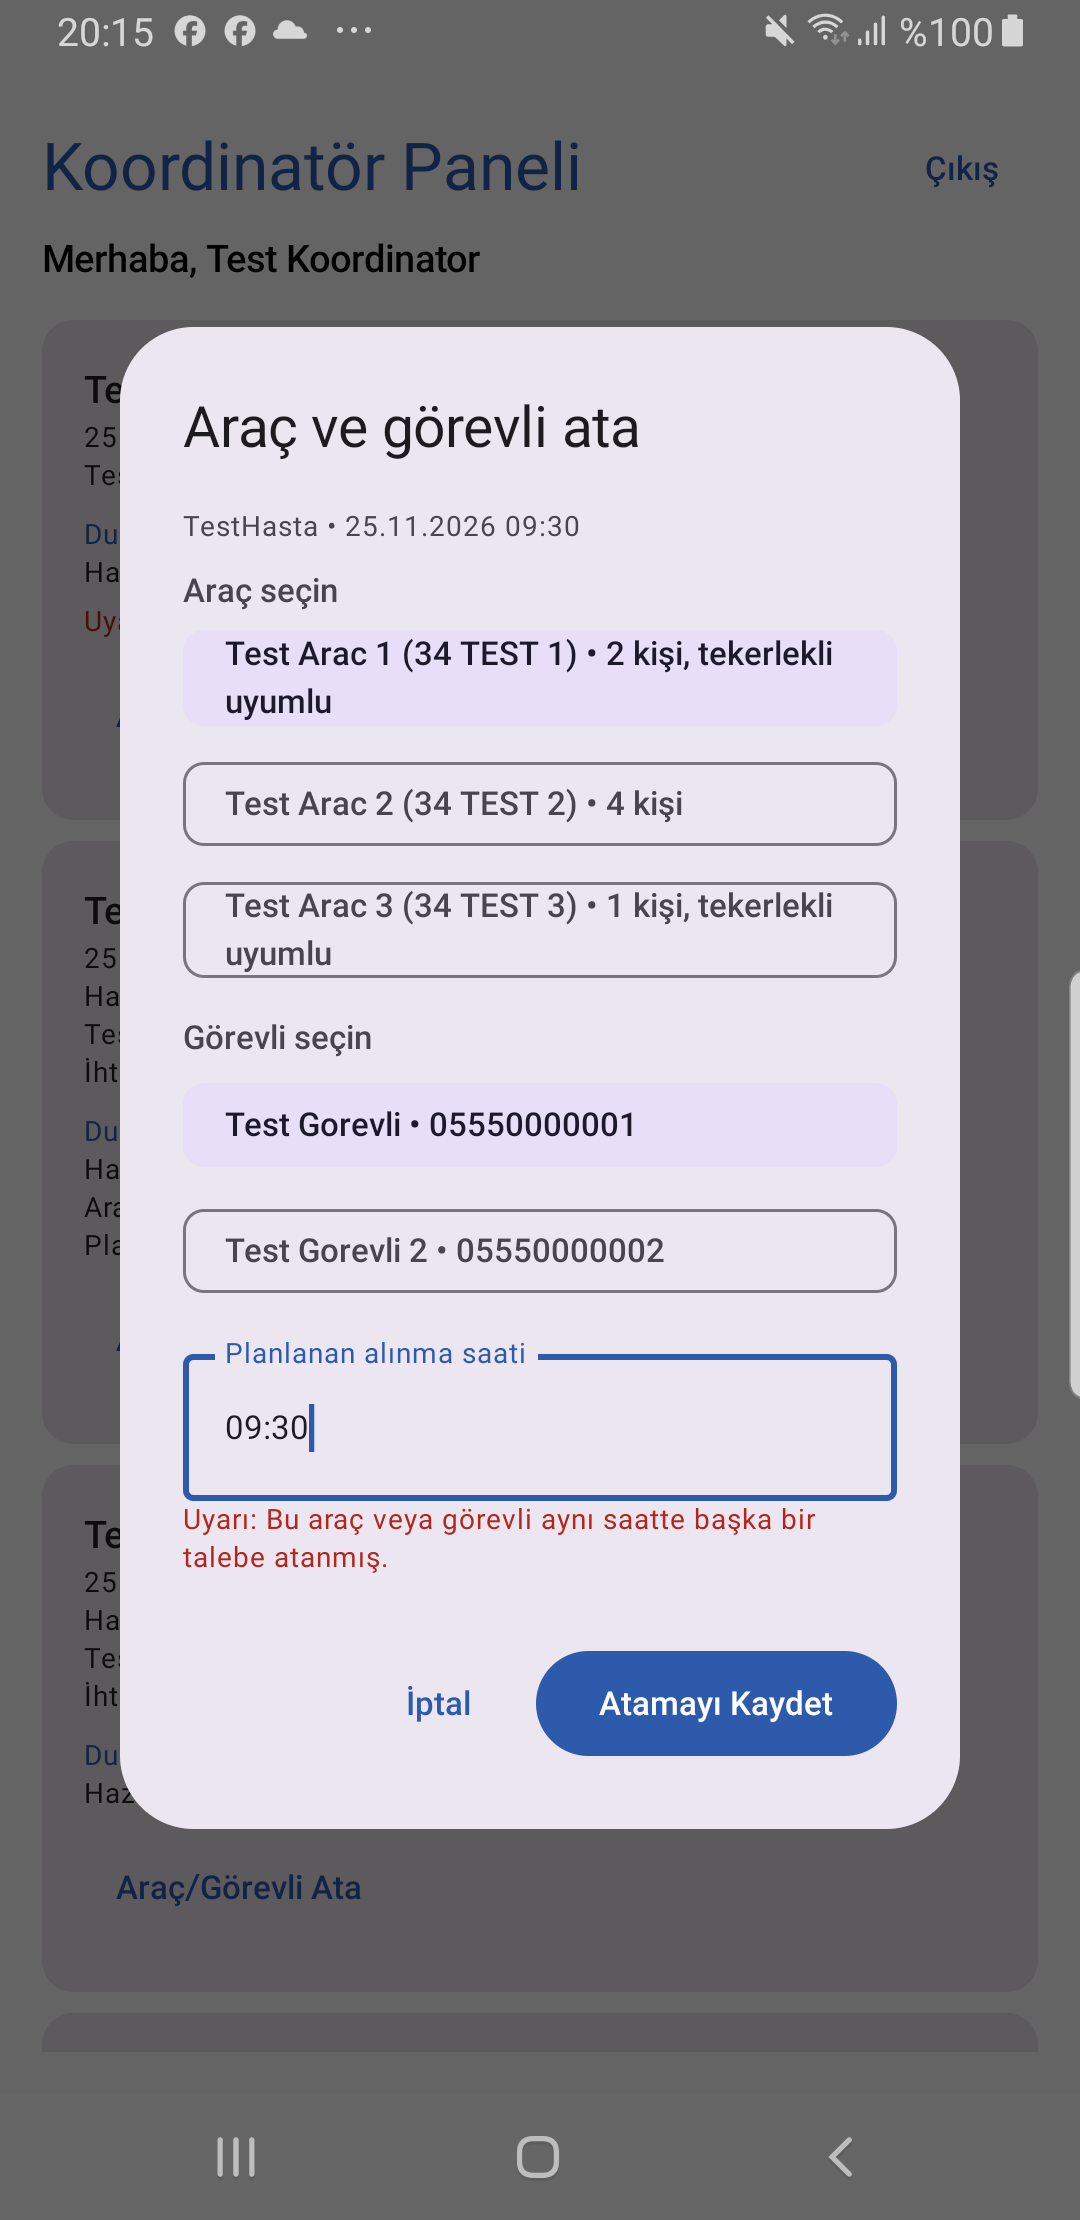 20:15 %100
Koordinatör Paneli
Çıkış
Merhaba, Test Koordinator
Araç ve görevli ata
TestHasta • 25.11.2026 09:30
Araç seçin
Test Arac 1 (34 TEST 1) • 2 kişi, tekerlekli
uyumlu
Test Arac 2 (34 TEST 2) • 4 kişi
Test Arac 3 (34 TEST 3) • 1 kişi, tekerlekli
uyumlu
Görevli seçin
Test Gorevli • 05550000001
Test Gorevli 2 • 05550000002
Planlanan alınma saati
09:30
Uyarı: Bu araç veya görevli aynı saatte başka bir
talebe atanmış.
İptal
Atamayı Kaydet
Araç/Görevli Ata